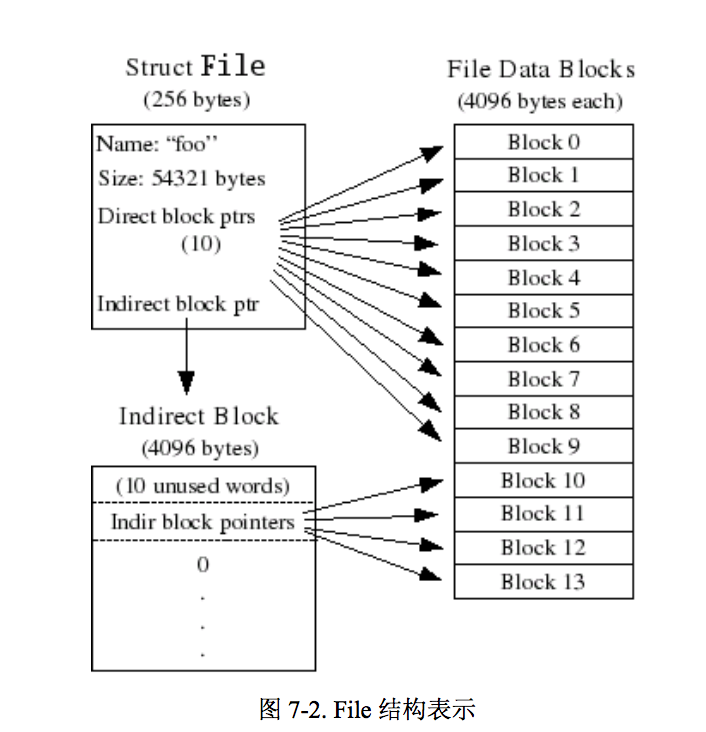 Struct File
(256 bytes)
Name: “foo”
Size: 54321 bytes
Direct block ptrs
(10)
Indirect block ptr
Indirect Block
(4096 bytes)
(10 unused words)
Indir block pointers
0
.
.
.
File Data Blocks
(4096 bytes each)
Block 0
Block 1
Block 2
Block 3
Block 4
Block 5
Block 6
Block 7
Block 8
Block 9
Block 10
Block 11
Block 12
Block 13
图 7-2. File 结构表示